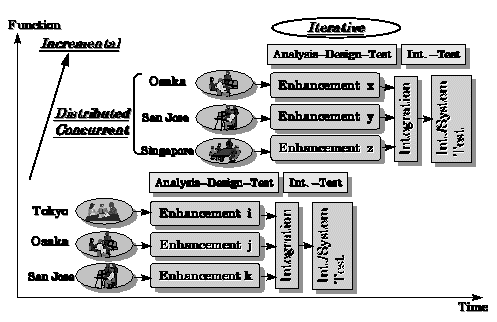 Function
Iterative
Incremental
Analysis-Design-Test Int. -Test
Osaka Enhancement x
Distributed
Concurrent
San Jose Enhancement y
Singapore Enhancement z
Integration
Int./System
Test
Analysis-Design-Test Int. -Test
Tokyo Enhancement i
Osaka Enhancement j
San Jose Enhancement k
Integration
Int./System
Test
Time